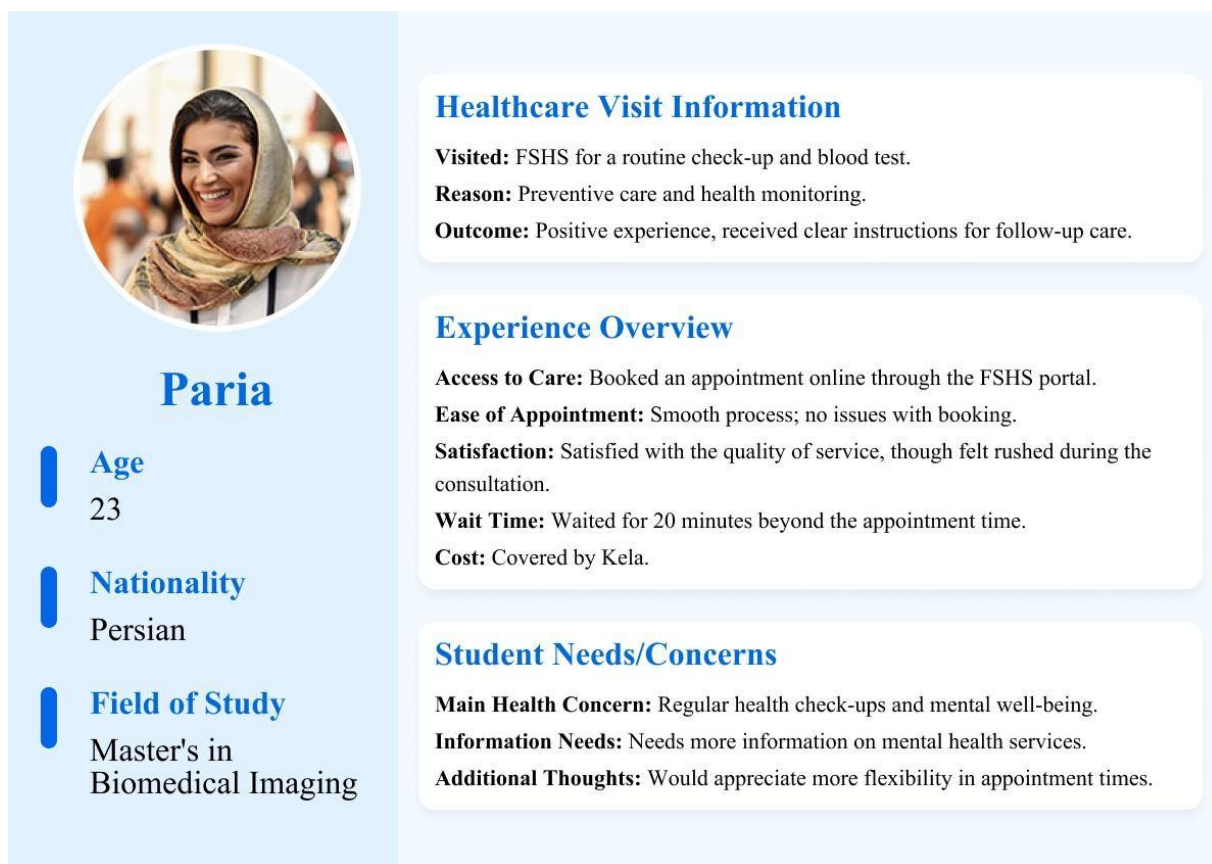 Paria
Age
23
Nationality
Persian
Field of Study
Master's in
Biomedical Imaging
Healthcare Visit Information
Visited: FSHS for a routine check-up and blood test.
Reason: Preventive care and health monitoring.
Outcome: Positive experience, received clear instructions for follow-up care.
Experience Overview
Access to Care: Booked an appointment online through the FSHS portal.
Ease of Appointment: Smooth process; no issues with booking.
Satisfaction: Satisfied with the quality of service, though felt rushed during the
consultation.
Wait Time: Waited for 20 minutes beyond the appointment time.
Cost: Covered by Kela.
Student Needs/Concerns
Main Health Concern: Regular health check-ups and mental well-being.
Information Needs: Needs more information on mental health services.
Additional Thoughts: Would appreciate more flexibility in appointment times.